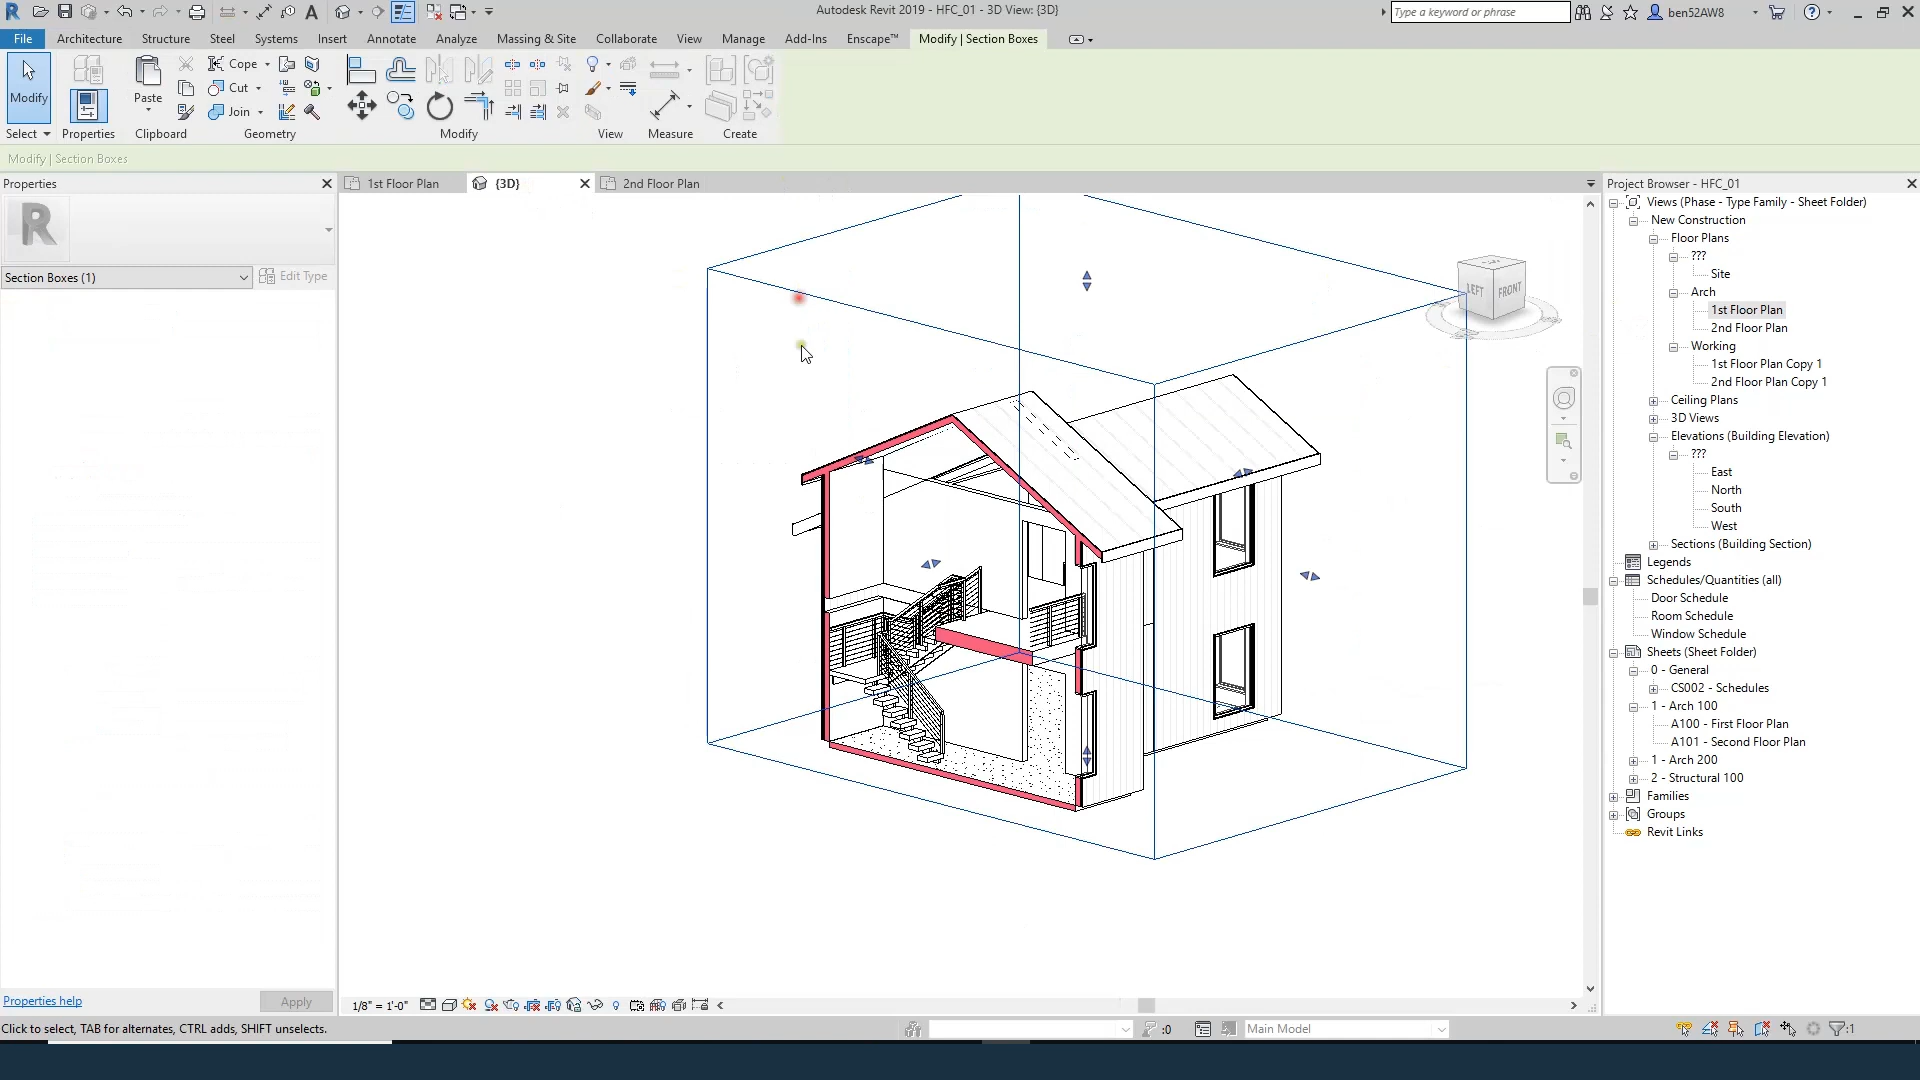 Autodesk Revit 2019 - HFC_01 - 3D View: {3D}
Type a keyword or phrase
ben52AW8
File
Architecture
Structure
Steel
Systems
Insert
Annotate
Analyze
Massing & Site
Collaborate
View
Manage
Add-Ins
Enscape™
Modify | Section Boxes
Modify
Paste
Cope
Cut
Join
Select
Properties
Clipboard
Geometry
Modify
View
Measure
Create
Modify | Section Boxes
Properties
R
Section Boxes (1)
Edit Type
Properties help
Apply
1st Floor Plan
{3D}
2nd Floor Plan
LEFT
FRONT
1/8" = 1'-0"
Project Browser - HFC_01
Views (Phase - Type Family - Sheet Folder)
New Construction
Floor Plans
???
Site
Arch
1st Floor Plan
2nd Floor Plan
Working
1st Floor Plan Copy 1
2nd Floor Plan Copy 1
Ceiling Plans
3D Views
Elevations (Building Elevation)
???
East
North
South
West
Sections (Building Section)
Legends
Schedules/Quantities (all)
Door Schedule
Room Schedule
Window Schedule
Sheets (Sheet Folder)
0 - General
CS002 - Schedules
1 - Arch 100
A100 - First Floor Plan
A101 - Second Floor Plan
1 - Arch 200
2 - Structural 100
Families
Groups
Revit Links
Click to select, TAB for alternates, CTRL adds, SHIFT unselects.
:0
Main Model
:1